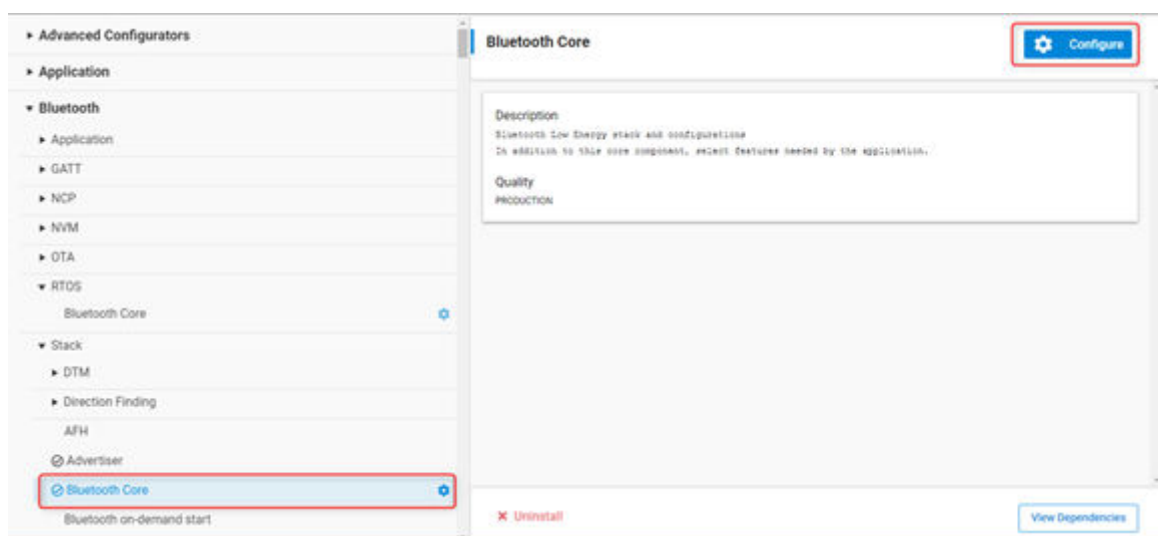 Advanced Configurators
Application
Bluetooth
Application
GATT
NCP
NVM
OTA
RTOS
Bluetooth Core
Stack
DTM
Direction Finding
AFH
Advertiser
Bluetooth Core
Bluetooth on-demand start
Bluetooth Core
Configure
Description
Bluetooth Low Energy stack and configurations
In addition to this core component, select features needed by the application.
Quality
PRODUCTION
Uninstall
View Dependencies